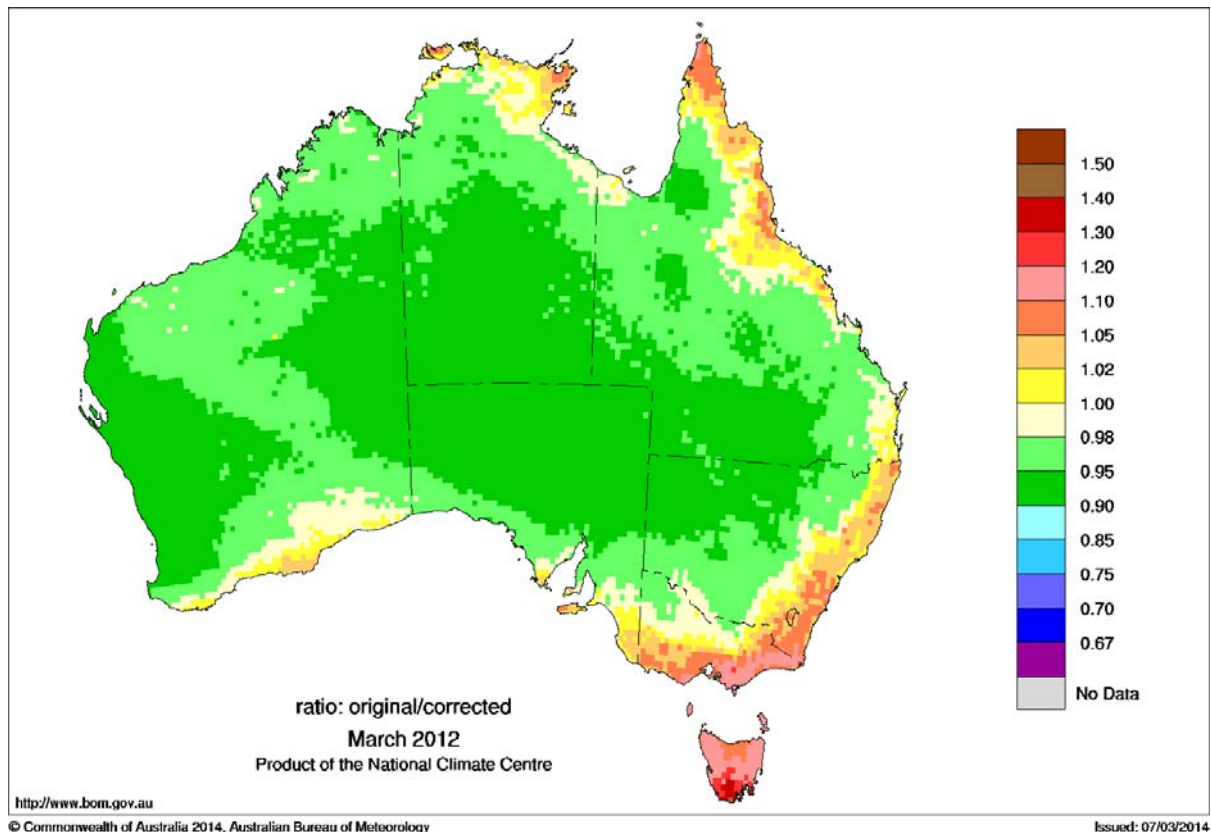 1.50
1.40
1.30
1.20
1.10
1.05
1.02
1.00
0.98
0.95
0.90
0.85
0.75
0.70
0.67
No Data
ratio: original/corrected
March 2012
Product of the National Climate Centre
http://www.bom.gov.au
© Commonwealth of Australia 2014, Australian Bureau of Meteorology
Issued: 07/03/2014